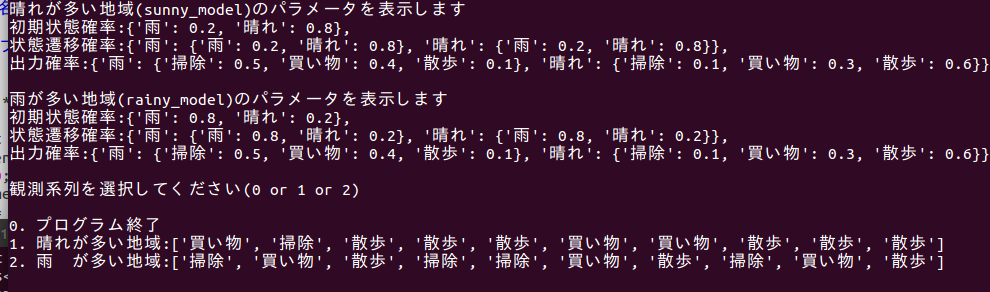 晴れが多い地域(sunny_model)のパラメータを表示します
初期状態確率:{'雨': 0.2, '晴れ': 0.8},
状態遷移確率:{'雨': {'雨': 0.2, '晴れ': 0.8}, '晴れ': {'雨': 0.2, '晴れ': 0.8}},
出力確率:{'雨': {'掃除': 0.5, '買い物': 0.4, '散歩': 0.1}, '晴れ': {'掃除': 0.1, '買い物': 0.3, '散歩': 0.6}}
雨が多い地域(rainy_model)のパラメータを表示します
初期状態確率:{'雨': 0.8, '晴れ': 0.2},
状態遷移確率:{'雨': {'雨': 0.8, '晴れ': 0.2}, '晴れ': {'雨': 0.8, '晴れ': 0.2}},
出力確率:{'雨': {'掃除': 0.5, '買い物': 0.4, '散歩': 0.1}, '晴れ': {'掃除': 0.1, '買い物': 0.3, '散歩': 0.6}}
観測系列を選択してください(0 or 1 or 2)
0. プログラム終了
1. 晴れが多い地域:['買い物', '掃除', '散歩', '散歩', '散歩', '買い物', '買い物', '散歩', '散歩', '散歩']
2. 雨　が多い地域:['掃除', '買い物', '散歩', '掃除', '掃除', '買い物', '散歩', '掃除', '買い物', '散歩']